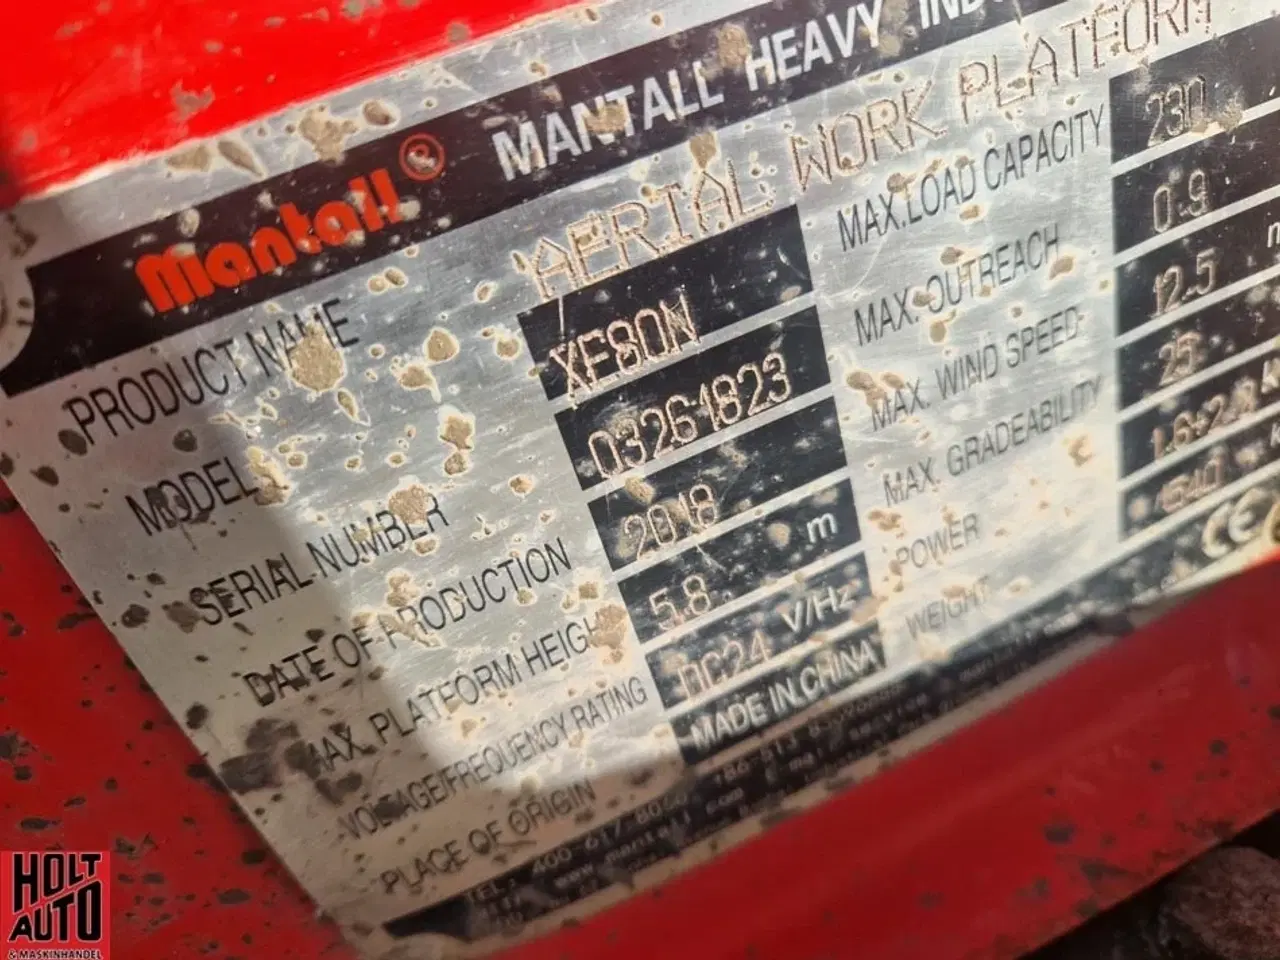 Mantall®
MANTALL HEAVY
PRODUCT NAME AERIAL WORK PLATFORM
MODEL XE80N
SERIAL NUMBER 03261823
DATE OF PRODUCTION 2018
MAX. PLATFORM HEIGH 5.8 m
VOLTAGE/FREQUENCY RATING DC24 V/Hz
PLACE OF ORIGIN MADE IN CHINA
MAX.LOAD CAPACITY 230
MAX. OUTREACH 0.9
MAX. WIND SPEED 12.5 m
MAX. GRADEABILITY 25
POWER
WEIGHT
CE
TEL:
HOLT
AUTO
& MASKINHANDEL